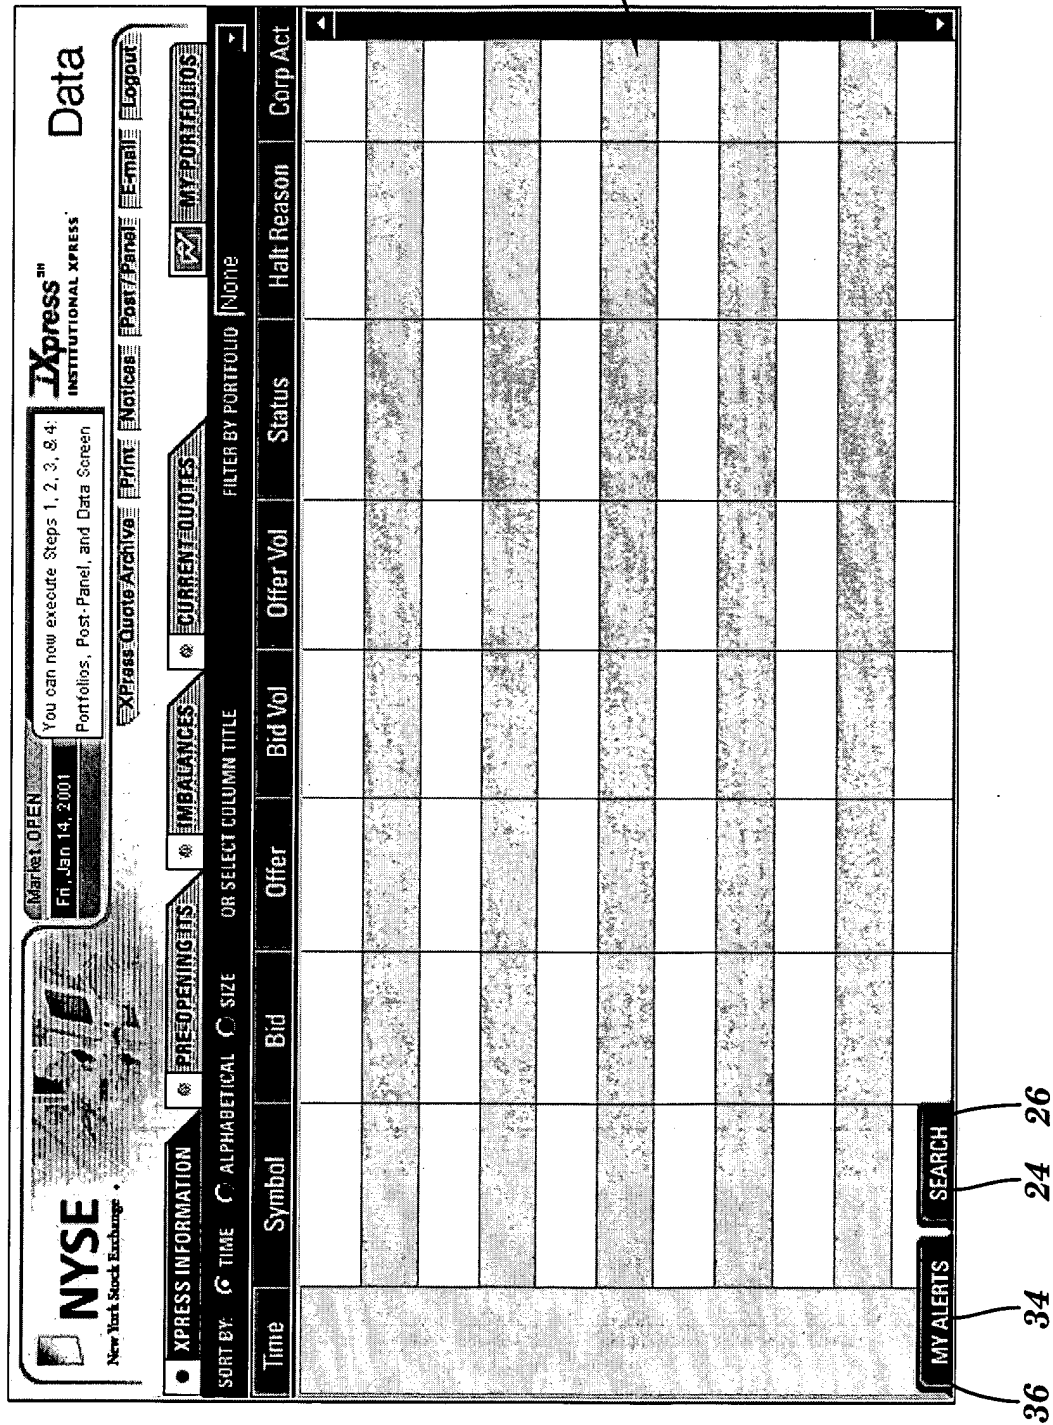 NYSE
New York Stock Exchange
Market OPEN
Fri, Jan 14, 2001
You can now execute Steps 1, 2, 3, & 4:
Portfolios, Post-Panel, and Data Screen
IXpress℠
INSTITUTIONAL XPRESS
Data
XPress Quote Archive Print Notices Post/Panel E-mail Logout
XPRESS INFORMATION PRE-OPENING ITS IMBALANCES CURRENT QUOTES MY PORTFOLIOS
SORT BY: TIME ALPHABETICAL SIZE OR SELECT COLUMN TITLE FILTER BY PORTFOLIO None
Time Symbol Bid Offer Bid Vol Offer Vol Status Halt Reason Corp Act
MY ALERTS SEARCH
36 34 24 26